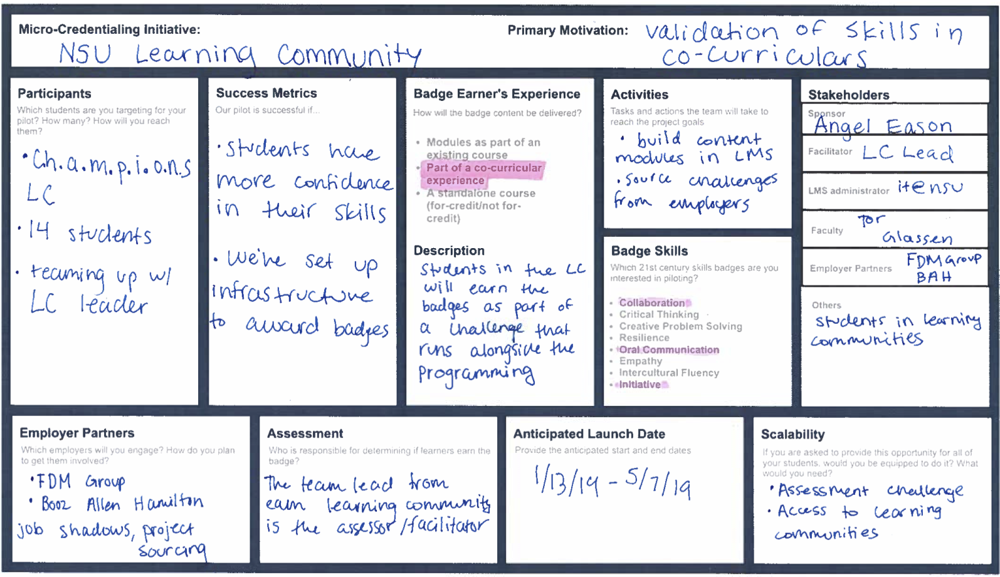 Micro-Credentialing Initiative:
NSU Learning Community
Primary Motivation: validation of skills in
co-curriculars
Participants
Which students are you targeting for your
pilot? How many? How will you reach
them?
• C.h.a.m.p.i.o.n.s
LC
• 14 students
• teaming up w/
LC leader
Success Metrics
Our pilot is successful if...
• students have
more confidence
in their skills
• We've set up
infrastructure
to award badges
Badge Earner's Experience
How will the badge content be delivered?
• Modules as part of an
existing course
• Part of a co-curricular
experience
• A standalone course
(for-credit/not for-
credit)
Description
Students in the LC
will earn the
badges as part of
a challenge that
runs alongside the
programming
Activities
Tasks and actions the team will take to
reach the project goals
• build content
modules in LMS
• source challenges
from employers
Badge Skills
Which 21st century skills badges are you
interested in piloting?
• Collaboration
• Critical Thinking
• Creative Problem Solving
• Resilience
• Oral Communication
• Empathy
• Intercultural Fluency
• Initiative
Stakeholders
Sponsor
Angel Eason
Facilitator LC Lead
LMS administrator it@nsu
Faculty Tor
Glassen
Employer Partners FDM Group
BAH
Others
students in learning
communities
Employer Partners
Which employers will you engage? How do you plan
to get them involved?
• FDM Group
• Booz Allen Hamilton
job shadows, project
sourcing
Assessment
Who is responsible for determining if learners earn the
badge?
The team lead from
each learning community
is the assessor/facilitator
Anticipated Launch Date
Provide the anticipated start and end dates
1/13/19 - 5/7/19
Scalability
If you are asked to provide this opportunity for all of
your students, would you be equipped to do it? What
would you need?
• Assessment challenge
• Access to learning
communities